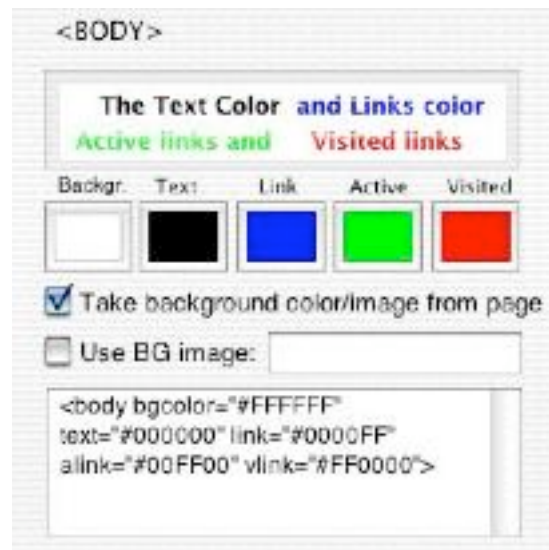 <BODY>
The Text Color and Links color
Active links and Visited links
Backgr. Text Link Active Visited
Take background color/image from page
Use BG image:
<body bgcolor="#FFFFFF"
text="#000000" link="#0000FF"
alink="#00FF00" vlink="#FF0000">